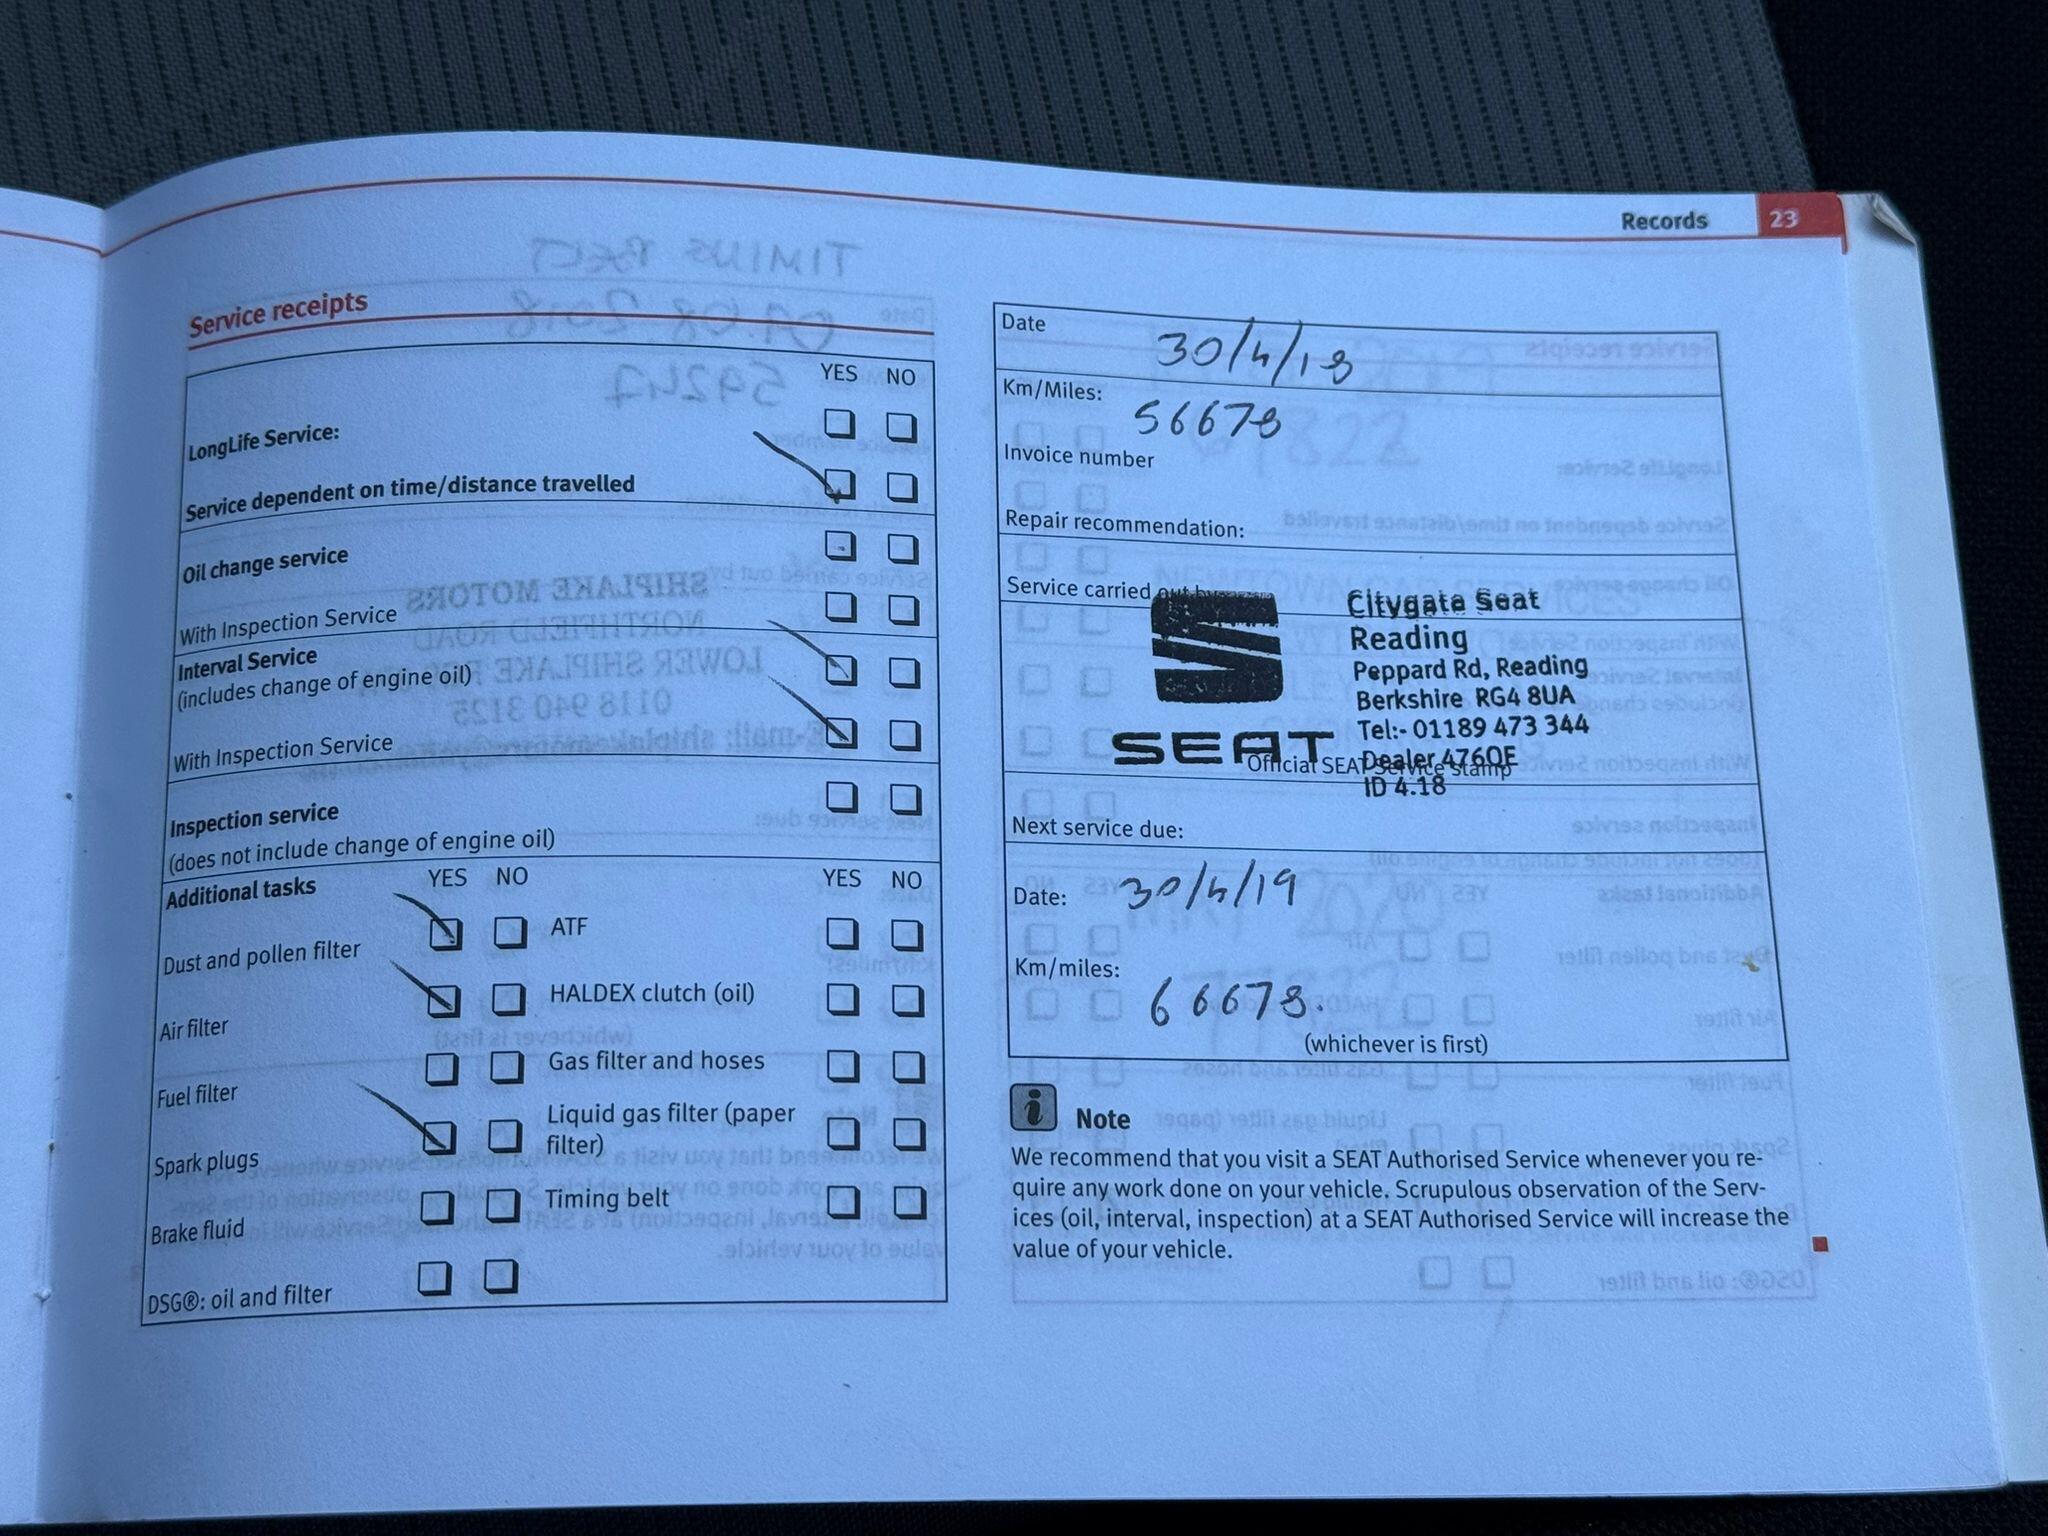 Records 23
Service receipts
YES NO
LongLife Service:
Service dependent on time/distance travelled
Oil change service
With Inspection Service
Interval Service
(includes change of engine oil)
With Inspection Service
Inspection service
(does not include change of engine oil)
Additional tasks YES NO YES NO
Dust and pollen filter ATF
Air filter HALDEX clutch (oil)
Fuel filter Gas filter and hoses
Spark plugs Liquid gas filter (paper
filter)
Brake fluid Timing belt
DSG®: oil and filter
Date 30/4/18
Km/Miles: 56678
Invoice number
Repair recommendation:
Service carried out by
SEAT
Citygate Seat
Reading
Peppard Rd, Reading
Berkshire RG4 8UA
Tel:- 01189 473 344
Dealer 476QE
ID 4.18
Official SEAT Service stamp
Next service due:
Date: 30/4/19
Km/miles: 66678.
(whichever is first)
Note
We recommend that you visit a SEAT Authorised Service whenever you re-
quire any work done on your vehicle. Scrupulous observation of the Serv-
ices (oil, interval, inspection) at a SEAT Authorised Service will increase the
value of your vehicle.